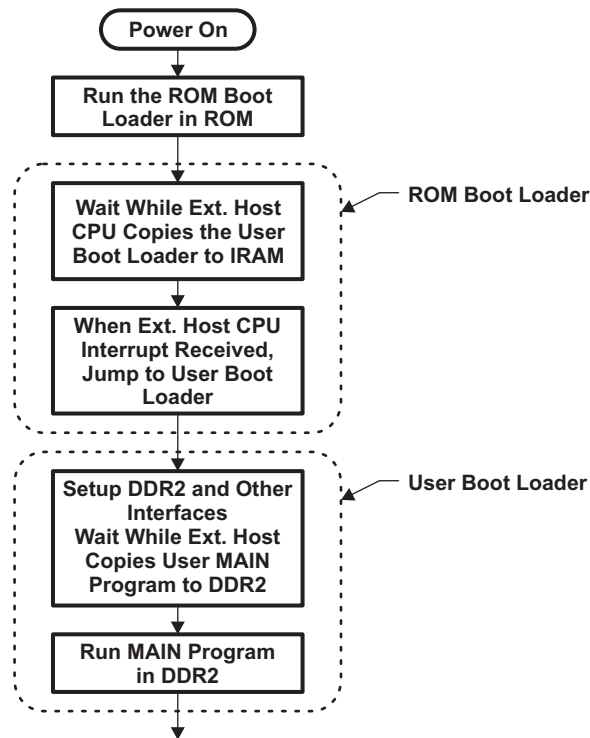 Power On
Run the ROM Boot
Loader in ROM
ROM Boot Loader
Wait While Ext. Host
CPU Copies the User
Boot Loader to IRAM
When Ext. Host CPU
Interrupt Received,
Jump to User Boot
Loader
User Boot Loader
Setup DDR2 and Other
Interfaces
Wait While Ext. Host
Copies User MAIN
Program to DDR2
Run MAIN Program
in DDR2